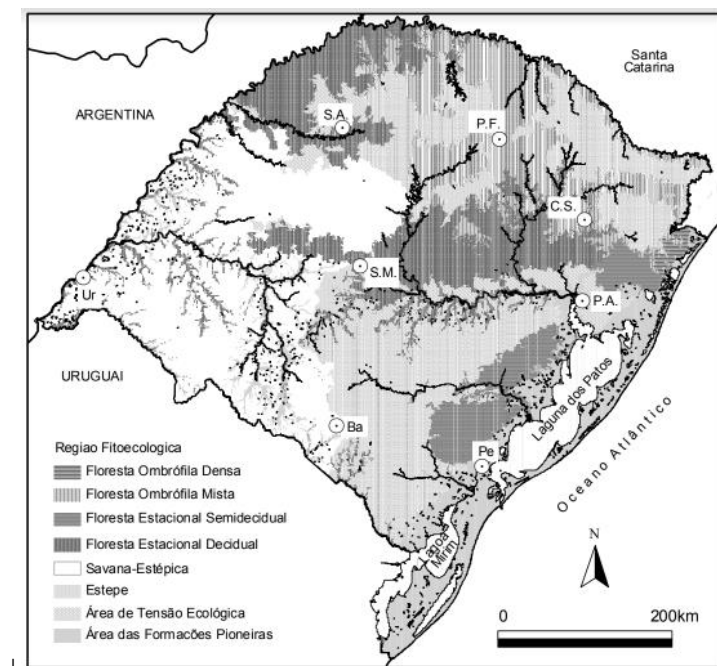 Santa
Catarina
ARGENTINA
S.A.
P.F.
C.S.
S.M.
Ur
P.A.
URUGUAI
Laguna dos Patos
Ba
Oceano Atlântico
Pe
Regiao Fitoecologica
Floresta Ombrófila Densa
Floresta Ombrófila Mista
Floresta Estacional Semidecidual
Floresta Estacional Decidual
Savana-Estépica
Estepe
Área de Tensão Ecológica
Área das Formacões Pioneiras
agoa
Mirim
N
0 200km